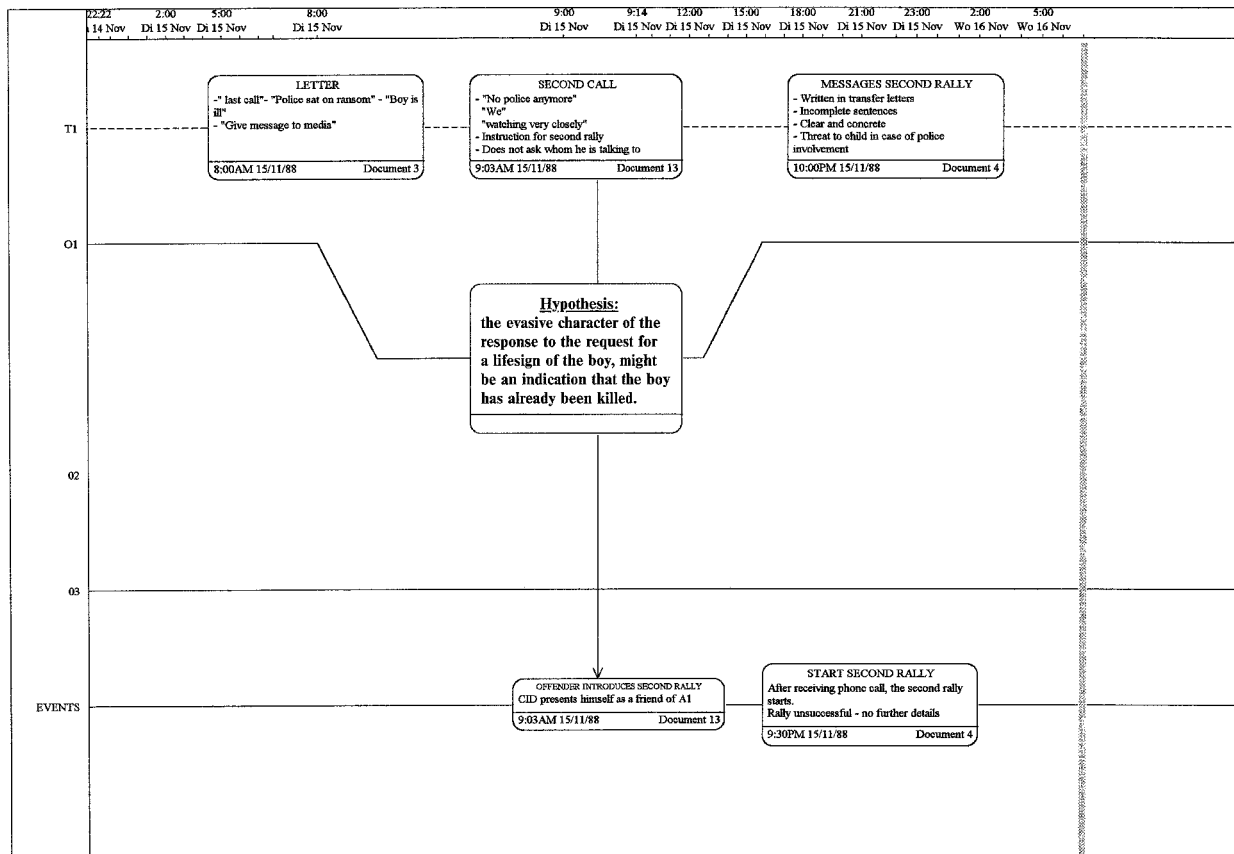 22:22 2:00 5:00 8:00 9:00 9:14 12:00 15:00 18:00 21:00 23:00 2:00 5:00
14 Nov Di 15 Nov Di 15 Nov Di 15 Nov Di 15 Nov Di 15 Nov Di 15 Nov Di 15 Nov Di 15 Nov Di 15 Nov Di 15 Nov Wo 16 Nov Wo 16 Nov
T1
LETTER
-" last call"- "Police sat on ransom" - "Boy is
ill"
- "Give message to media"
8:00AM 15/11/88 Document 3
SECOND CALL
- "No police anymore"
"We"
"watching very closely"
- Instruction for second rally
- Does not ask whom he is talking to
9:03AM 15/11/88 Document 13
MESSAGES SECOND RALLY
- Written in transfer letters
- Incomplete sentences
- Clear and concrete
- Threat to child in case of police
involvement
10:00PM 15/11/88 Document 4
O1
Hypothesis:
the evasive character of the
response to the request for
a lifesign of the boy, might
be an indication that the boy
has already been killed.
02
03
EVENTS
OFFENDER INTRODUCES SECOND RALLY
CID presents himself as a friend of A1
9:03AM 15/11/88 Document 13
START SECOND RALLY
After receiving phone call, the second rally
starts.
Rally unsuccessful - no further details
9:30PM 15/11/88 Document 4